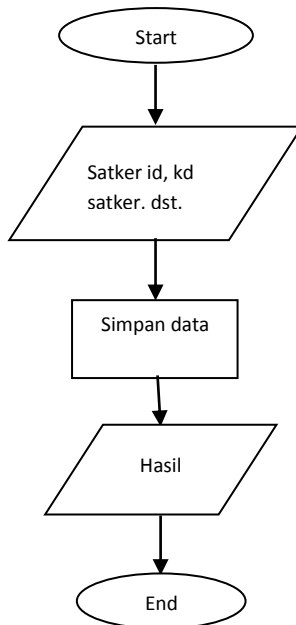 Start
Satker id, kd
satker. dst.
Simpan data
Hasil
End